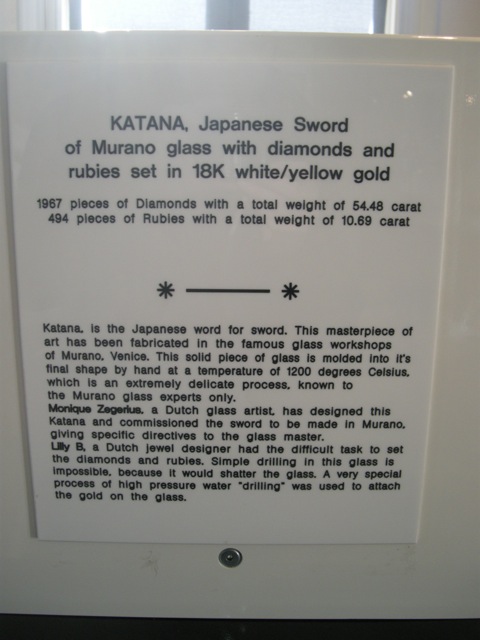 KATANA, Japanese Sword
of Murano glass with diamonds and
rubies set in 18K white/yellow gold
1967 pieces of Diamonds with a total weight of 54.48 carat
494 pieces of Rubies with a total weight of 10.69 carat
Katana, is the Japanese word for sword. This masterpiece of
art has been fabricated in the famous glass workshops
of Murano, Venice. This solid piece of glass is molded into it's
final shape by hand at a temperature of 1200 degrees Celsius,
which is an extremely delicate process, known to
the Murano glass experts only.
Monique Zegerius, a Dutch glass artist, has designed this
Katana and commissioned the sword to be made in Murano,
giving specific directives to the glass master.
Lilly B, a Dutch jewel designer had the difficult task to set
the diamonds and rubies. Simple drilling in this glass is
impossible, because it would shatter the glass. A very special
process of high pressure water "drilling" was used to attach
the gold on the glass.